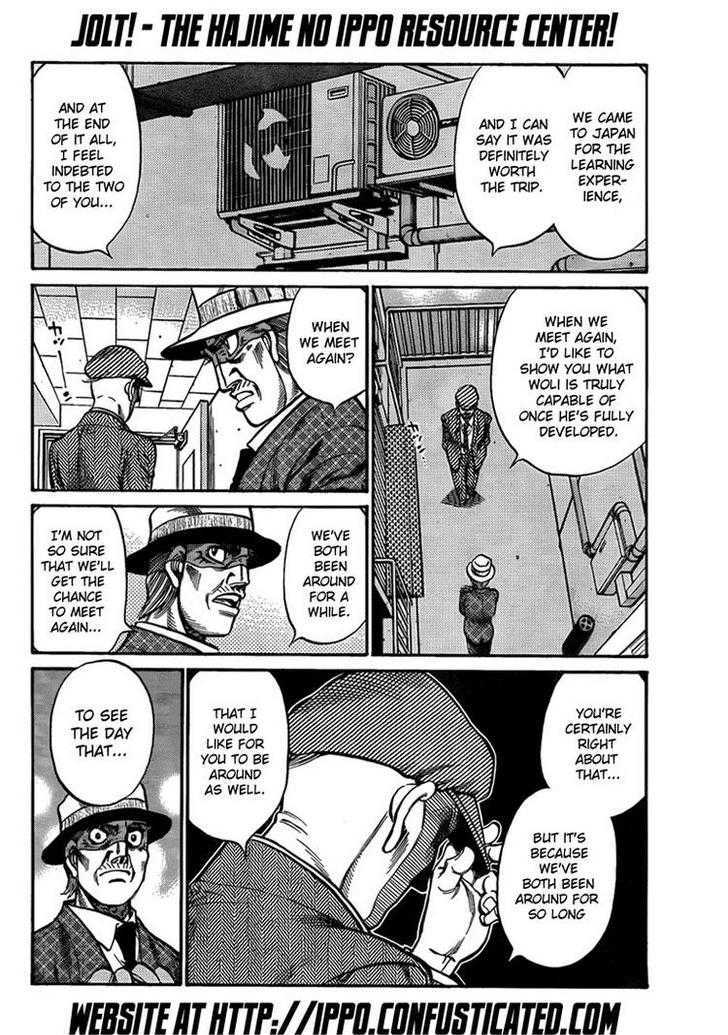 JOLT! - THE HAJIME NO IPPO RESOURCE CENTER!
WE CAME
TO JAPAN
FOR THE
LEARNING
EXPER-
IENCE,
AND I CAN
SAY IT WAS
DEFINITELY
WORTH
THE TRIP.
AND AT
THE END
OF IT ALL,
I FEEL
INDEBTED
TO THE TWO
OF YOU...
WHEN WE
MEET AGAIN,
I'D LIKE TO
SHOW YOU WHAT
WOLI IS TRULY
CAPABLE OF
ONCE HE'S FULLY
DEVELOPED.
WHEN
WE MEET
AGAIN?
WE'VE
BOTH
BEEN
AROUND
FOR A
WHILE.
I'M NOT
SO SURE
THAT WE'LL
GET THE
CHANCE
TO MEET
AGAIN...
YOU'RE
CERTAINLY
RIGHT
ABOUT
THAT...
BUT IT'S
BECAUSE
WE'VE
BOTH BEEN
AROUND FOR
SO LONG
THAT I
WOULD
LIKE FOR
YOU TO BE
AROUND
AS WELL.
TO SEE
THE DAY
THAT...
WEBSITE AT HTTP://IPPO.CONFUSTICATED.COM